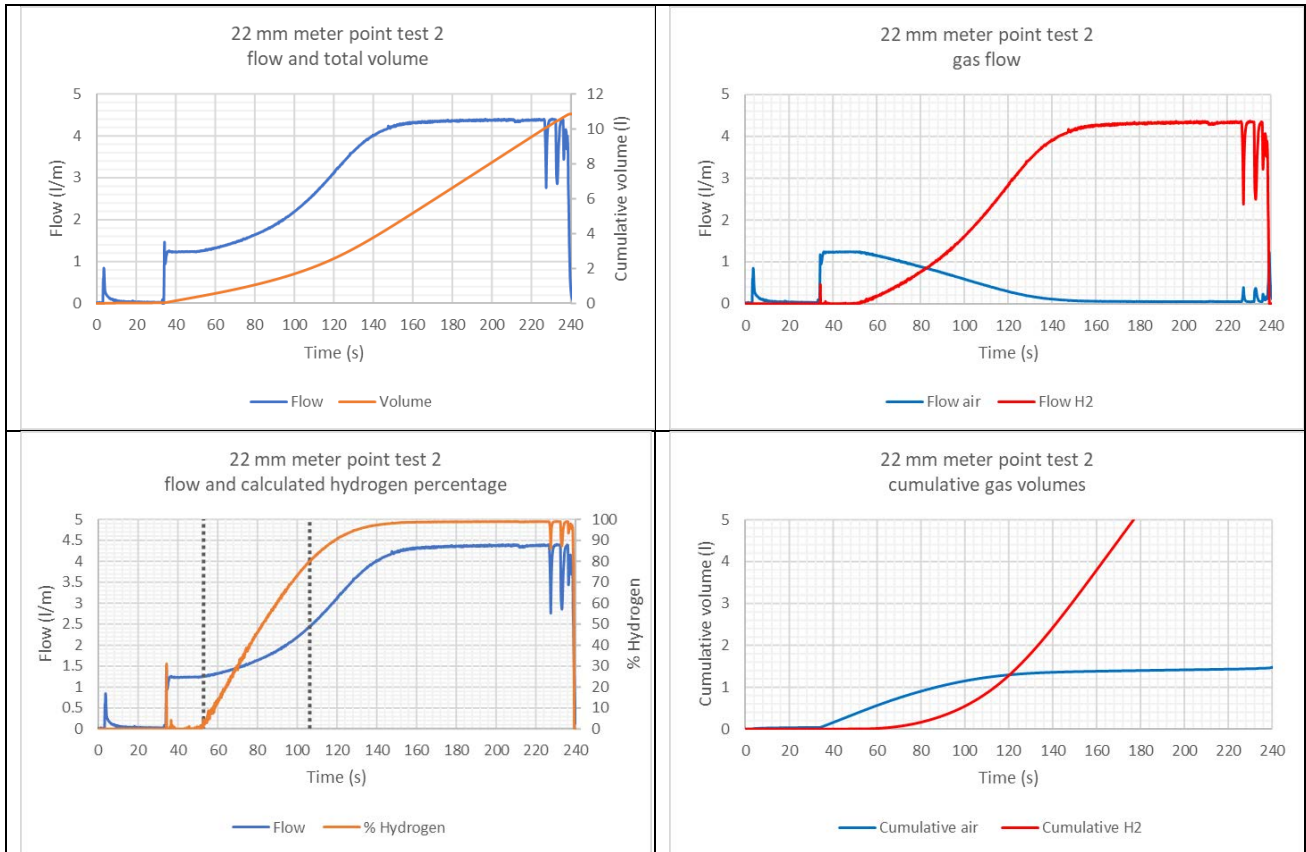 22 mm meter point test 2
flow and total volume
Flow (l/m)
5
4
3
2
1
0
12
10
8
6
4
2
0
Cumulative volume (l)
0 20 40 60 80 100 120 140 160 180 200 220 240
Time (s)
Flow Volume
22 mm meter point test 2
gas flow
Flow (l/m)
5
4
3
2
1
0
0 20 40 60 80 100 120 140 160 180 200 220 240
Time (s)
Flow air Flow H2
22 mm meter point test 2
flow and calculated hydrogen percentage
Flow (l/m)
5
4.5
4
3.5
3
2.5
2
1.5
1
0.5
0
100
90
80
70
60
50
40
30
20
10
0
% Hydrogen
0 20 40 60 80 100 120 140 160 180 200 220 240
Time (s)
Flow % Hydrogen
22 mm meter point test 2
cumulative gas volumes
Cumulative volume (l)
5
4
3
2
1
0
0 20 40 60 80 100 120 140 160 180 200 220 240
Time (s)
Cumulative air Cumulative H2